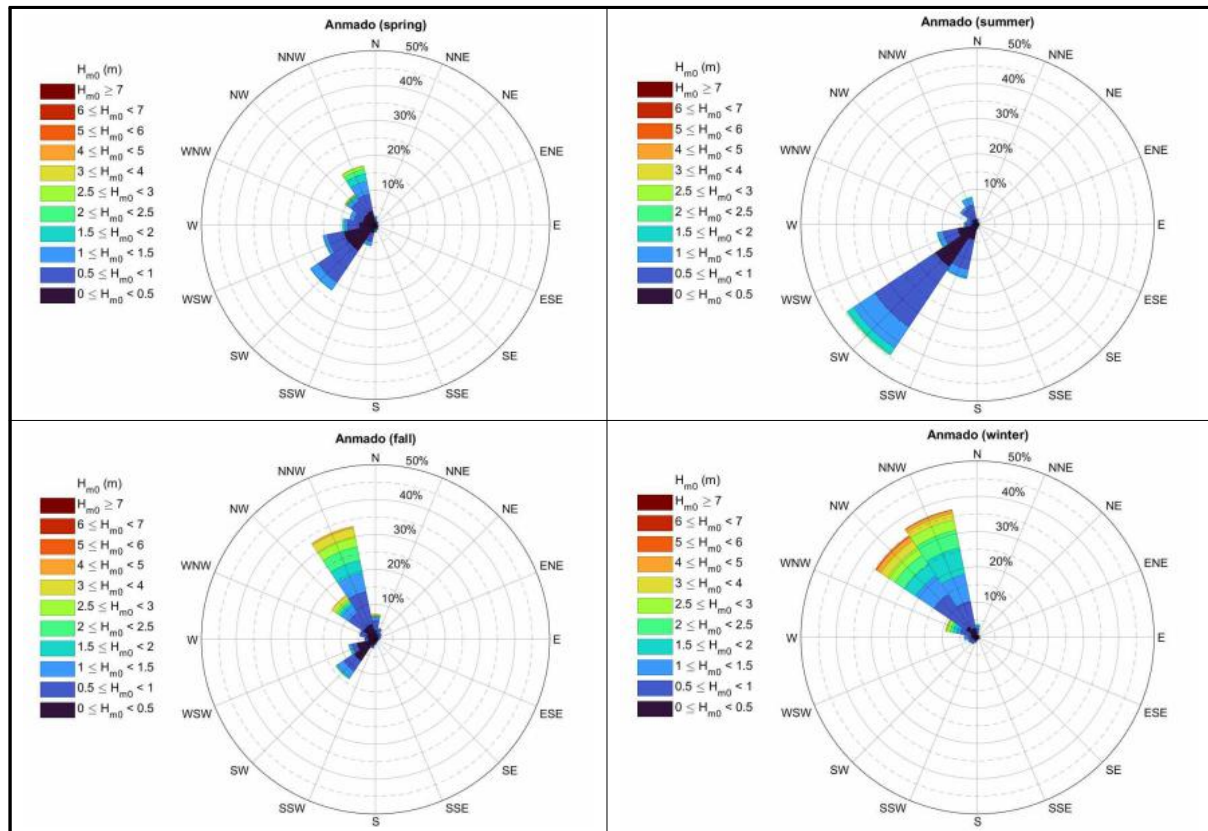 Anmado (spring)
H_m0 (m)
H_m0 ≥ 7
6 ≤ H_m0 < 7
5 ≤ H_m0 < 6
4 ≤ H_m0 < 5
3 ≤ H_m0 < 4
2.5 ≤ H_m0 < 3
2 ≤ H_m0 < 2.5
1.5 ≤ H_m0 < 2
1 ≤ H_m0 < 1.5
0.5 ≤ H_m0 < 1
0 ≤ H_m0 < 0.5
N
NNE
NE
ENE
E
ESE
SE
SSE
S
SSW
SW
WSW
W
WNW
NW
NNW
50%
40%
30%
20%
10%
Anmado (summer)
H_m0 (m)
H_m0 ≥ 7
6 ≤ H_m0 < 7
5 ≤ H_m0 < 6
4 ≤ H_m0 < 5
3 ≤ H_m0 < 4
2.5 ≤ H_m0 < 3
2 ≤ H_m0 < 2.5
1.5 ≤ H_m0 < 2
1 ≤ H_m0 < 1.5
0.5 ≤ H_m0 < 1
0 ≤ H_m0 < 0.5
N
NNE
NE
ENE
E
ESE
SE
SSE
S
SSW
SW
WSW
W
WNW
NW
NNW
50%
40%
30%
20%
10%
Anmado (fall)
H_m0 (m)
H_m0 ≥ 7
6 ≤ H_m0 < 7
5 ≤ H_m0 < 6
4 ≤ H_m0 < 5
3 ≤ H_m0 < 4
2.5 ≤ H_m0 < 3
2 ≤ H_m0 < 2.5
1.5 ≤ H_m0 < 2
1 ≤ H_m0 < 1.5
0.5 ≤ H_m0 < 1
0 ≤ H_m0 < 0.5
N
NNE
NE
ENE
E
ESE
SE
SSE
S
SSW
SW
WSW
W
WNW
NW
NNW
50%
40%
30%
20%
10%
Anmado (winter)
H_m0 (m)
H_m0 ≥ 7
6 ≤ H_m0 < 7
5 ≤ H_m0 < 6
4 ≤ H_m0 < 5
3 ≤ H_m0 < 4
2.5 ≤ H_m0 < 3
2 ≤ H_m0 < 2.5
1.5 ≤ H_m0 < 2
1 ≤ H_m0 < 1.5
0.5 ≤ H_m0 < 1
0 ≤ H_m0 < 0.5
N
NNE
NE
ENE
E
ESE
SE
SSE
S
SSW
SW
WSW
W
WNW
NW
NNW
50%
40%
30%
20%
10%